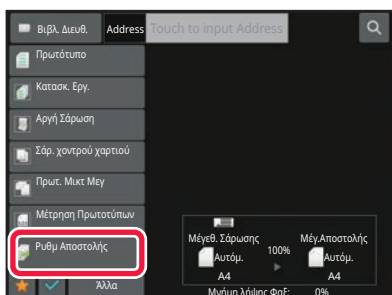 Βιβλ. Διευθ. Address Touch to input Address
Πρωτότυπο
Κατασκ. Εργ.
Αργή Σάρωση
Σάρ. χοντρού χαρτιού
Πρωτ. Μικτ Μεγ
Μέτρηση Πρωτοτύπων
Ρυθμ Αποστολής
Άλλα
Μέγεθ. Σάρωσης 100% Μέγ.Αποστολής
Αυτόμ. Αυτόμ.
A4 A4
Μνήμη λήψης Φαξ: 0%